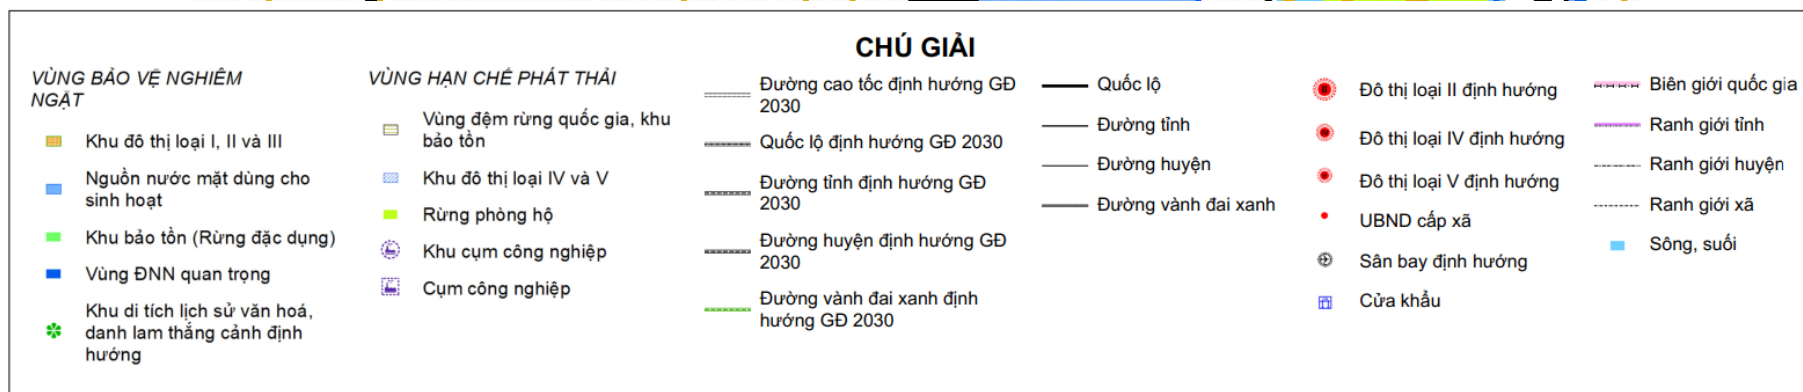 CHÚ GIẢI
VÙNG BẢO VỆ NGHIÊM
NGẶT
Khu đô thị loại I, II và III
Nguồn nước mặt dùng cho
sinh hoạt
Khu bảo tồn (Rừng đặc dụng)
Vùng ĐNN quan trọng
Khu di tích lịch sử văn hoá,
danh lam thắng cảnh định
hướng
VÙNG HẠN CHẾ PHÁT THẢI
Vùng đệm rừng quốc gia, khu
bảo tồn
Khu đô thị loại IV và V
Rừng phòng hộ
Khu cụm công nghiệp
Cụm công nghiệp
Đường cao tốc định hướng GĐ
2030
Quốc lộ định hướng GĐ 2030
Đường tỉnh định hướng GĐ
2030
Đường huyện định hướng GĐ
2030
Đường vành đai xanh định
hướng GĐ 2030
Quốc lộ
Đường tỉnh
Đường huyện
Đường vành đai xanh
II
Đô thị loại II định hướng
IV
Đô thị loại IV định hướng
V
Đô thị loại V định hướng
UBND cấp xã
Sân bay định hướng
Cửa khẩu
Biên giới quốc gia
Ranh giới tỉnh
Ranh giới huyện
Ranh giới xã
Sông, suối